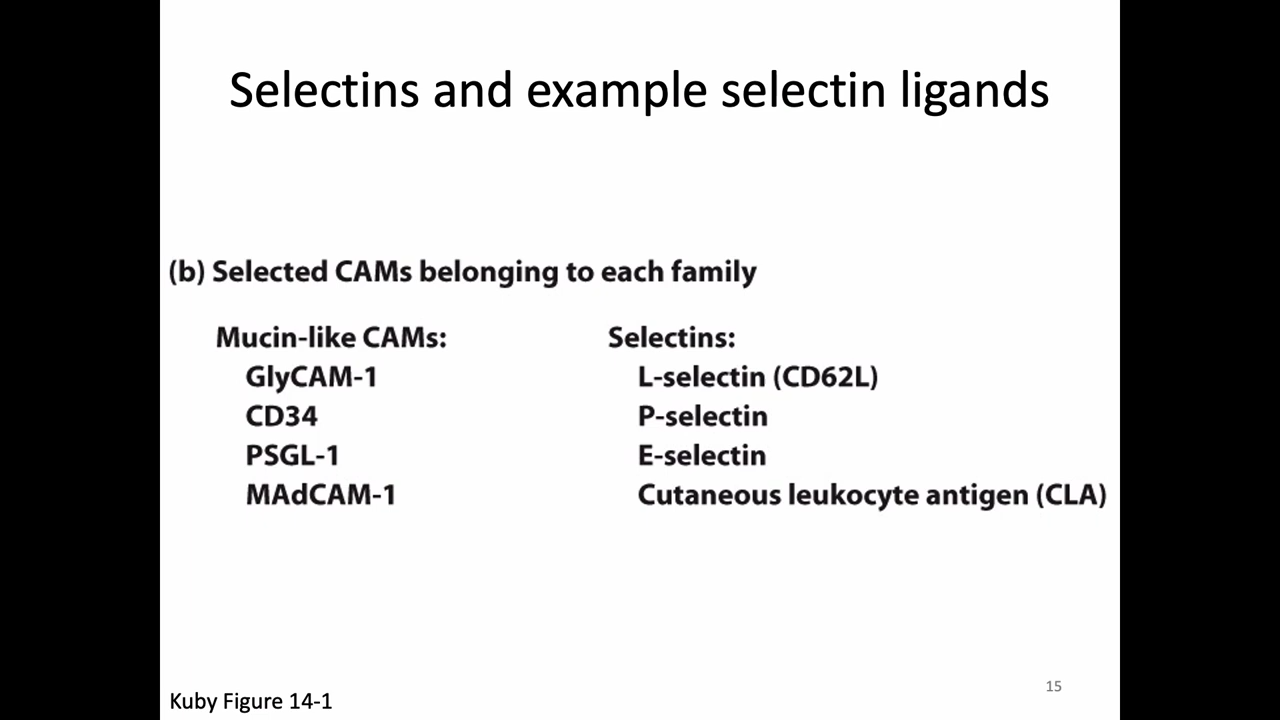 Selectins and example selectin ligands
(b) Selected CAMs belonging to each family
Mucin-like CAMs:
GlyCAM-1
CD34
PSGL-1
MAdCAM-1
Selectins:
L-selectin (CD62L)
P-selectin
E-selectin
Cutaneous leukocyte antigen (CLA)
Kuby Figure 14-1
15